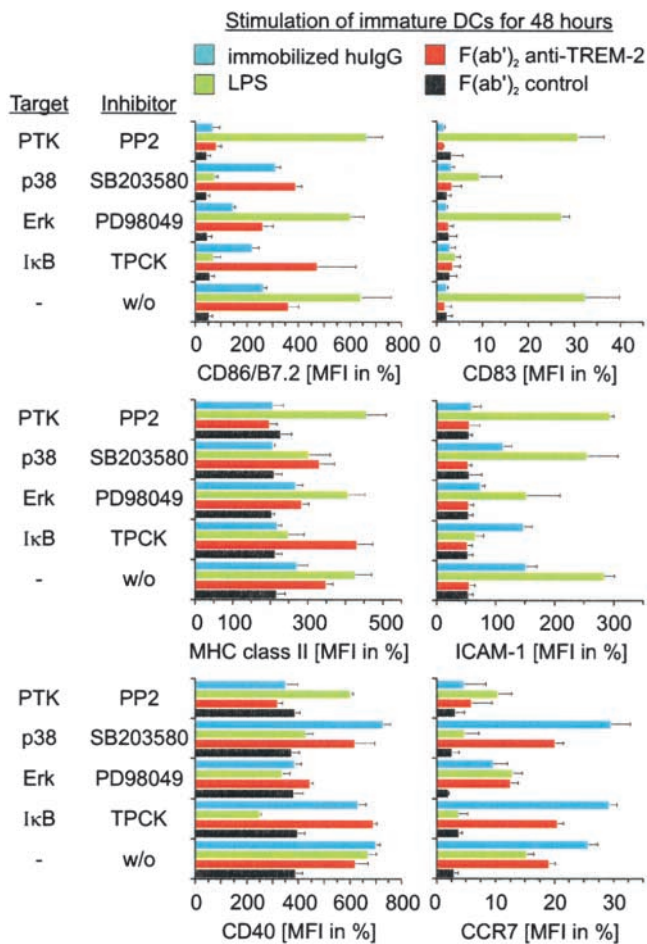 Stimulation of immature DCs for 48 hours
immobilized huIgG F(ab')2 anti-TREM-2
LPS F(ab')2 control
Target Inhibitor
PTK PP2
p38 SB203580
Erk PD98049
IκB TPCK
- w/o
0 200 400 600 800 0 10 20 30 40
CD86/B7.2 [MFI in %] CD83 [MFI in %]
PTK PP2
p38 SB203580
Erk PD98049
IκB TPCK
- w/o
0 100 300 500 0 100 200 300
MHC class II [MFI in %] ICAM-1 [MFI in %]
PTK PP2
p38 SB203580
Erk PD98049
IκB TPCK
- w/o
0 200 400 600 800 0 10 20 30
CD40 [MFI in %] CCR7 [MFI in %]